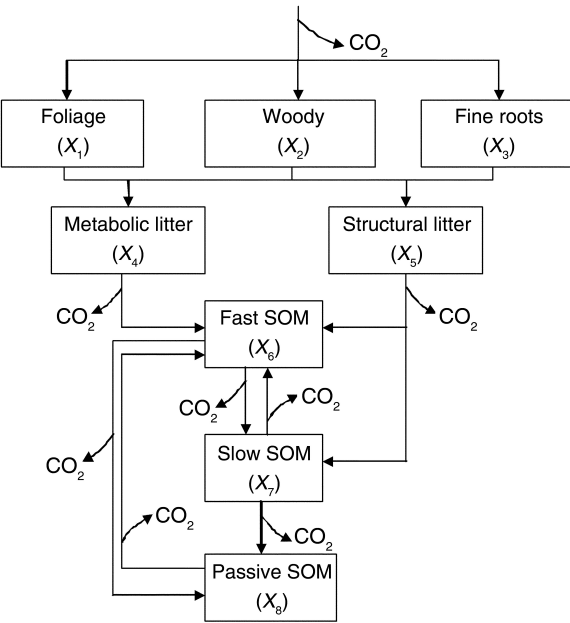 CO₂
Foliage
(X₁)
Woody
(X₂)
Fine roots
(X₃)
Metabolic litter
(X₄)
Structural litter
(X₅)
CO₂
Fast SOM
(X₆)
CO₂
CO₂
CO₂
CO₂
Slow SOM
(X₇)
CO₂
CO₂
Passive SOM
(X₈)